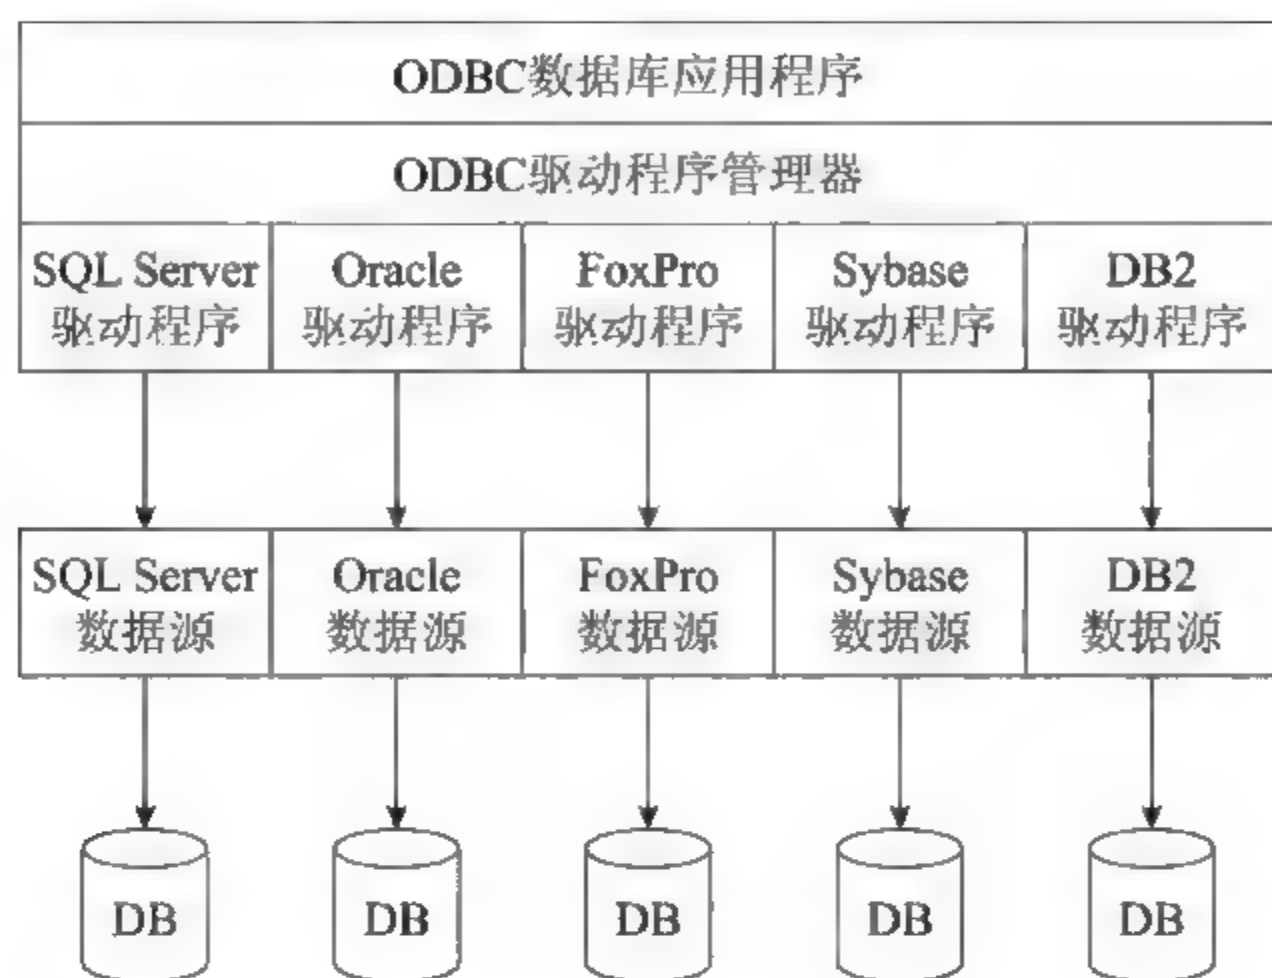 ODBC数据库应用程序
ODBC驱动程序管理器
SQL Server
驱动程序
Oracle
驱动程序
FoxPro
驱动程序
Sybase
驱动程序
DB2
驱动程序
SQL Server
数据源
Oracle
数据源
FoxPro
数据源
Sybase
数据源
DB2
数据源
DB
DB
DB
DB
DB